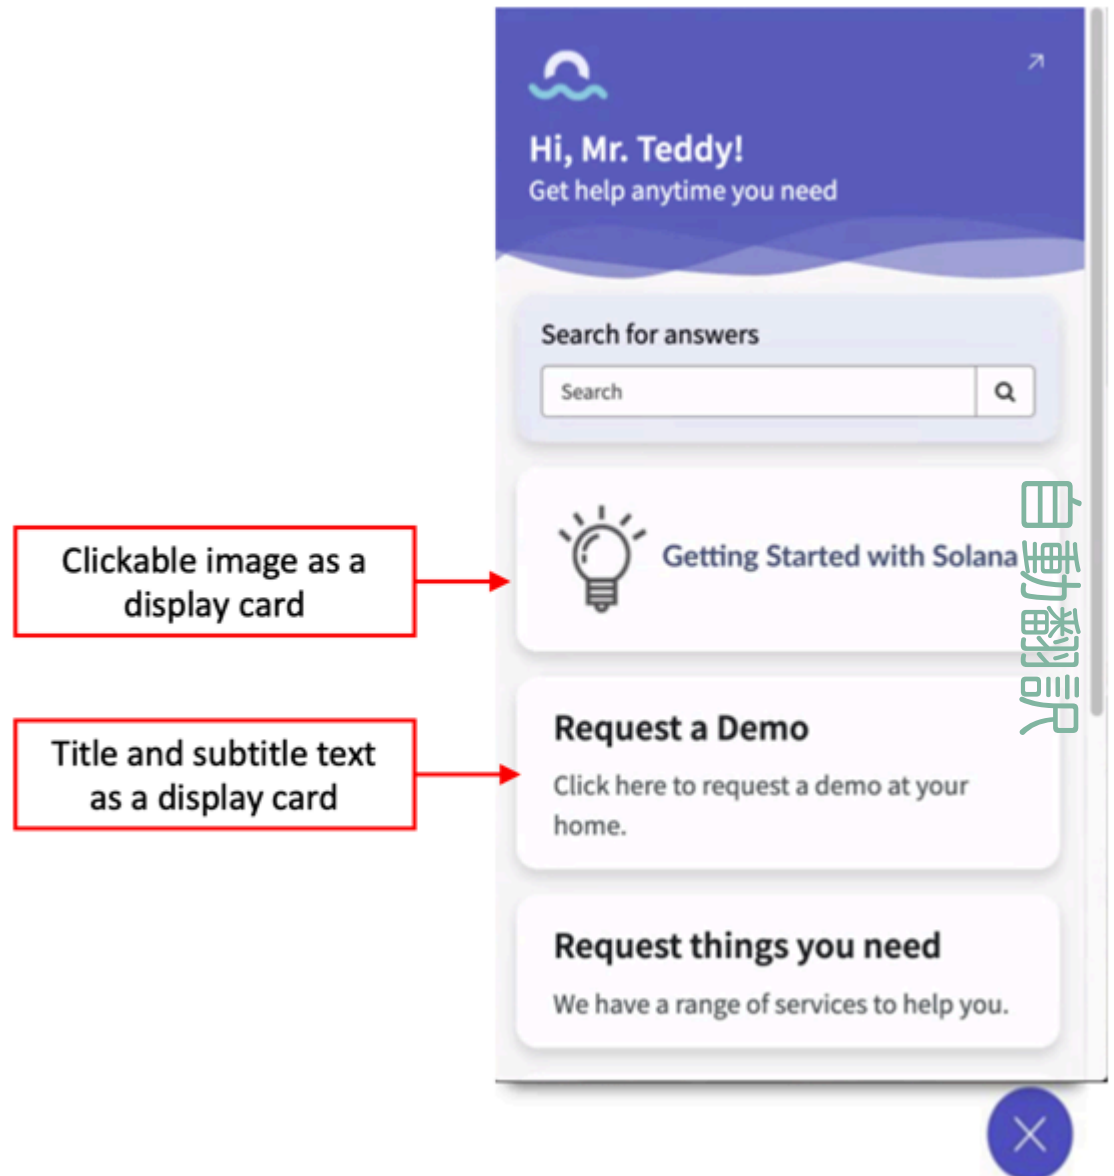 Hi, Mr. Teddy!
Get help anytime you need
Search for answers
Search
Clickable image as a
display card
Getting Started with Solana
自動翻訳
Title and subtitle text
as a display card
Request a Demo
Click here to request a demo at your
home.
Request things you need
We have a range of services to help you.